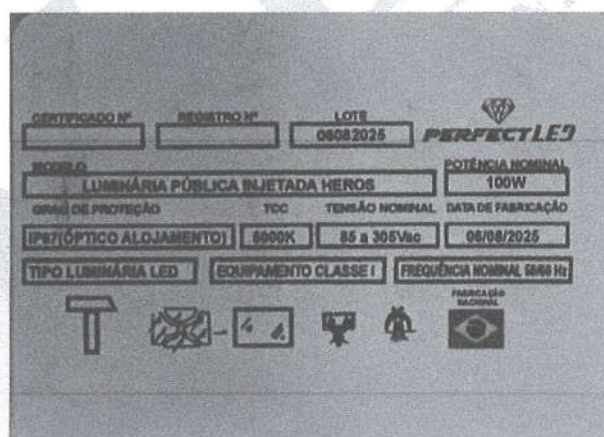 CERTIFICADO Nº REGISTRO Nº LOTE
06082025
PERFECTLED
MODELO POTÊNCIA NOMINAL
LUMINÁRIA PÚBLICA INJETADA HEROS 100W
GRAU DE PROTEÇÃO TCC TENSÃO NOMINAL DATA DE FABRICAÇÃO
IP67(ÓPTICO ALOJAMENTO) 5000K 85 a 305Vac 06/08/2025
TIPO LUMINÁRIA LED EQUIPAMENTO CLASSE I FREQUÊNCIA NOMINAL 50/60 Hz
FABRICAÇÃO
NACIONAL